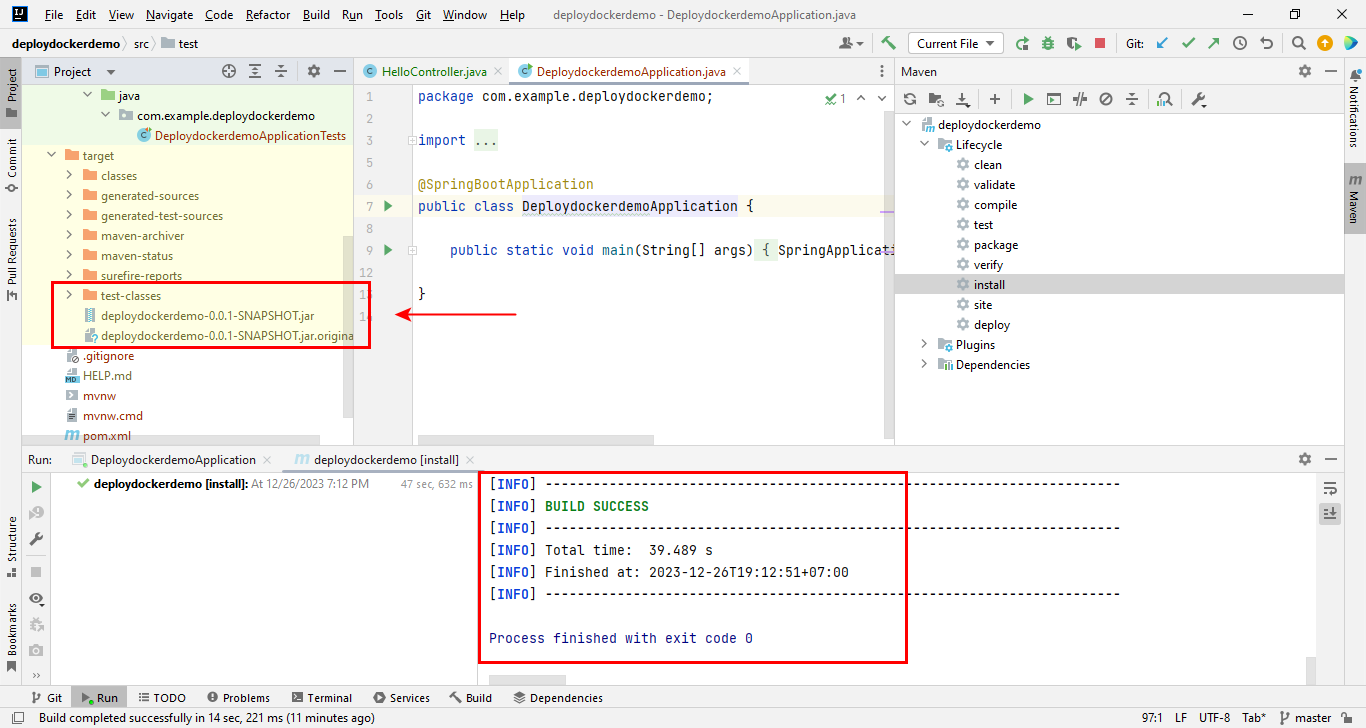 File Edit View Navigate Code Refactor Build Run Tools Git Window Help deploydockerdemo - DeploydockerdemoApplication.java
deploydockerdemo src test Current File Git:
Project
Commit
Pull Requests
Structure
Bookmarks
Project
java
com.example.deploydockerdemo
DeploydockerdemoApplicationTests
target
classes
generated-sources
generated-test-sources
maven-archiver
maven-status
surefire-reports
test-classes
deploydockerdemo-0.0.1-SNAPSHOT.jar
deploydockerdemo-0.0.1-SNAPSHOT.jar.origina
.gitignore
HELP.md
mvnw
mvnw.cmd
pom.xml
HelloController.java DeploydockerdemoApplication.java
1 package com.example.deploydockerdemo; 1
2
3 import ...
5
6 @SpringBootApplication
7 public class DeploydockerdemoApplication {
8
9 public static void main(String[] args) { SpringApplicati
12
13 }
14
Maven
deploydockerdemo
Lifecycle
clean
validate
compile
test
package
verify
install
site
deploy
Plugins
Dependencies
Notifications
Maven
Run: DeploydockerdemoApplication deploydockerdemo [install]
deploydockerdemo [install]: At 12/26/2023 7:12 PM 47 sec, 632 ms
[INFO] ------------------------------------------------------------------------
[INFO] BUILD SUCCESS
[INFO] ------------------------------------------------------------------------
[INFO] Total time:  39.489 s
[INFO] Finished at: 2023-12-26T19:12:51+07:00
[INFO] ------------------------------------------------------------------------
Process finished with exit code 0
Git Run TODO Problems Terminal Services Build Dependencies
Build completed successfully in 14 sec, 221 ms (11 minutes ago) 97:1 LF UTF-8 Tab* master